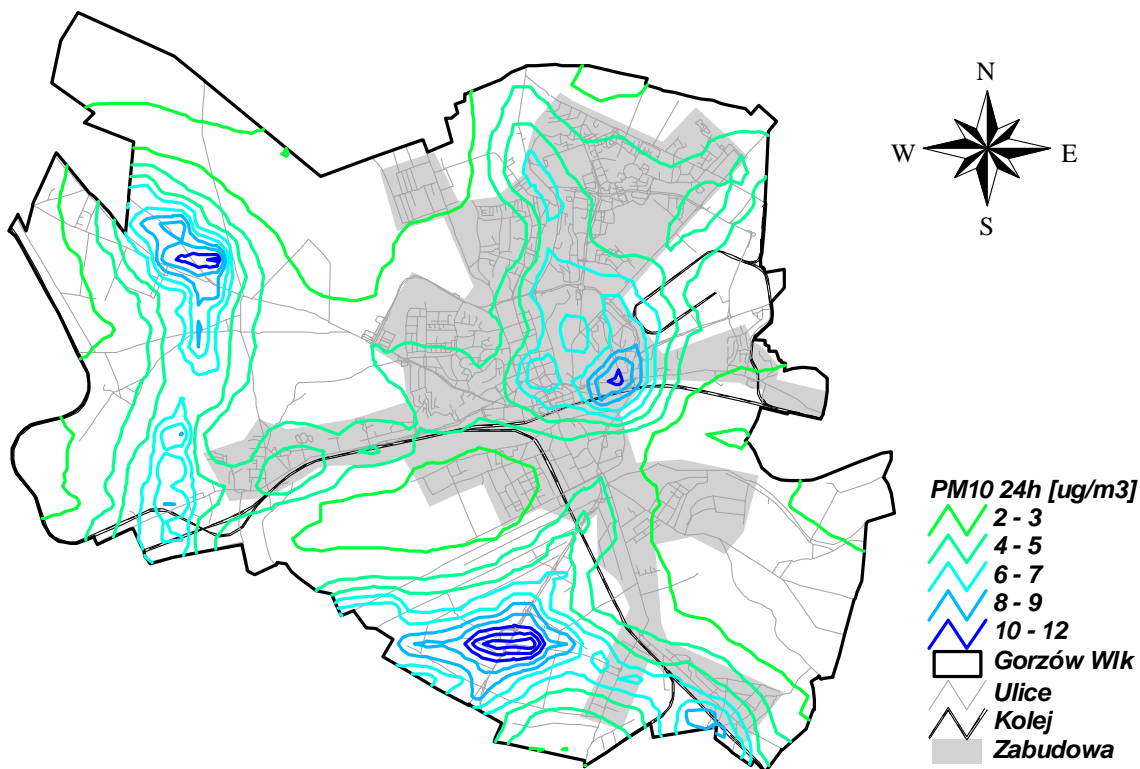 N
W E
S
PM10 24h [ug/m3]
2 - 3
4 - 5
6 - 7
8 - 9
10 - 12
Gorzów Wlk
Ulice
Kolej
Zabudowa